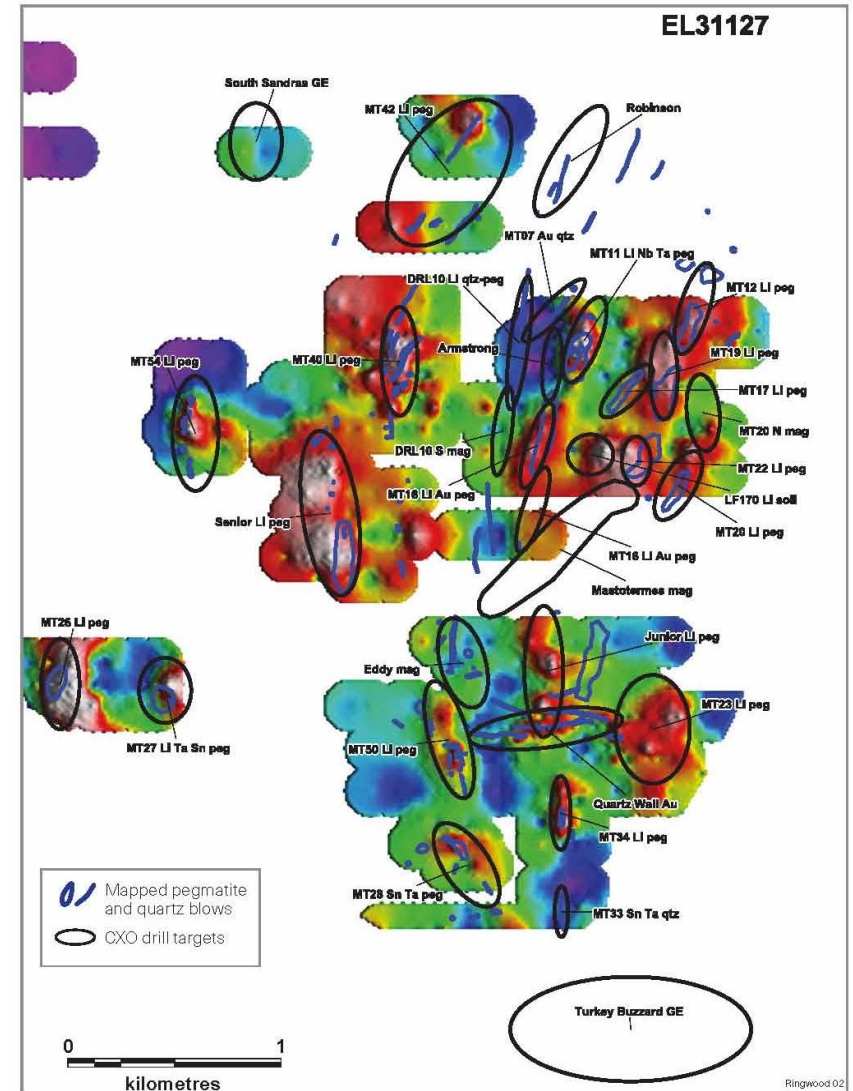 EL31127
South Sandras GE
MT42 Li peg
Robinson
MT07 Au qtz
MT11 Li Nb Ta peg
DRL10 Li qtz-peg
MT12 Li peg
Armstrong
MT19 Li peg
MT54 Li peg
MT40 Li peg
MT17 Li peg
MT20 N mag
DRL10 S mag
MT22 Li peg
MT16 Li Au peg
LF170 Li soil
Senior Li peg
MT20 Li peg
MT16 Li Au peg
Mastotermes mag
MT26 Li peg
Junior Li peg
Eddy mag
MT23 Li peg
MT27 Li Ta Sn peg
MT50 Li peg
Quartz Wall Au
MT34 Li peg
MT28 Sn Ta peg
MT33 Sn Ta qtz
Mapped pegmatite
and quartz blows
CXO drill targets
Turkey Buzzard GE
0 1
kilometres
Ringwood 02